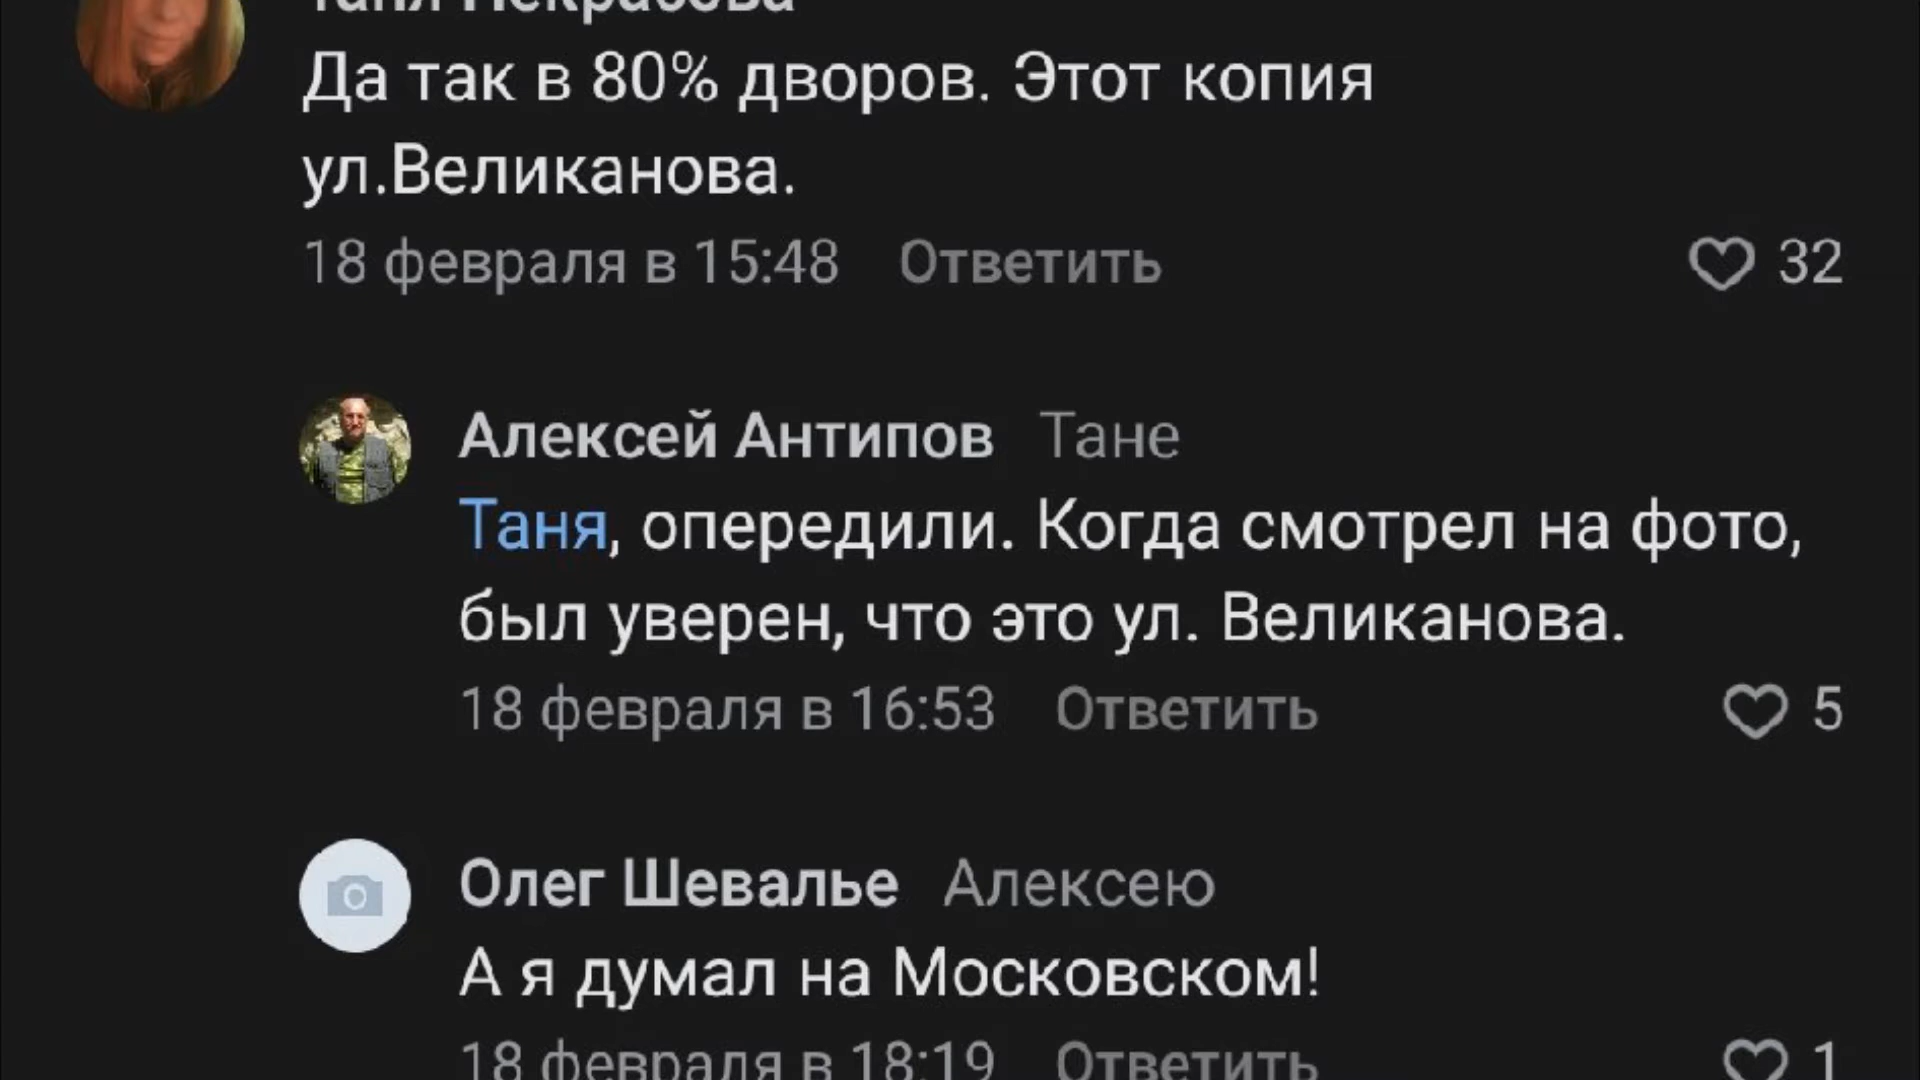 Таня Некрасова
Да так в 80% дворов. Этот копия
ул.Великанова.
18 февраля в 15:48 Ответить 32
Алексей Антипов Тане
Таня, опередили. Когда смотрел на фото,
был уверен, что это ул. Великанова.
18 февраля в 16:53 Ответить 5
Олег Шевалье Алексею
А я думал на Московском!
18 февраля в 18:19 Ответить 1